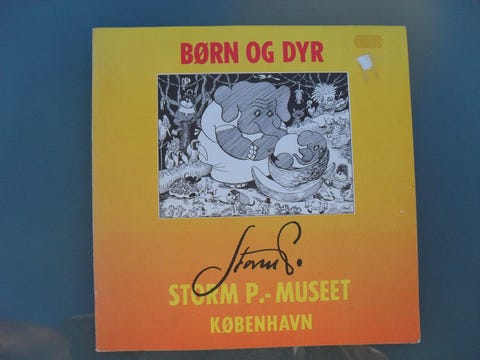 BØRN OG DYR
Storm P.
STORM P.- MUSEET
KØBENHAVN